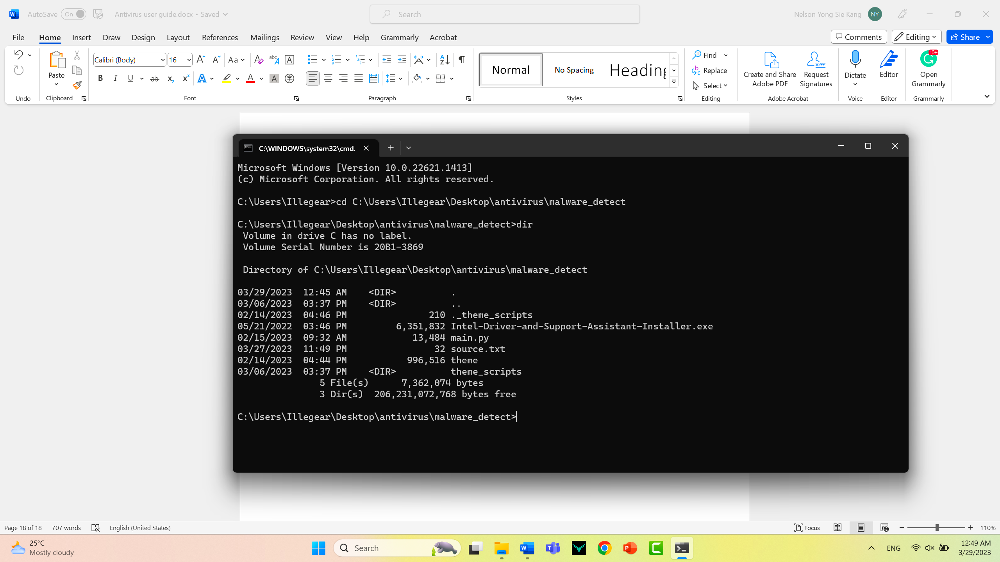 AutoSave On Antivirus user guide.docx • Saved Search Nelson Yong Sie Kang NY
File Home Insert Draw Design Layout References Mailings Review View Help Grammarly Acrobat Comments Editing Share
Calibri (Body) 16 Aa Find
Paste Normal No Spacing Heading Replace Create and Share Adobe PDF Request Signatures Dictate Editor Open Grammarly 10+
Select
Undo Clipboard Font Paragraph Styles Editing Adobe Acrobat Voice Editor Grammarly
C:\WINDOWS\system32\cmd.
Microsoft Windows [Version 10.0.22621.1413]
(c) Microsoft Corporation. All rights reserved.
C:\Users\Illegear>cd C:\Users\Illegear\Desktop\antivirus\malware_detect
C:\Users\Illegear\Desktop\antivirus\malware_detect>dir
Volume in drive C has no label.
Volume Serial Number is 20B1-3869
Directory of C:\Users\Illegear\Desktop\antivirus\malware_detect
03/29/2023  12:45 AM    <DIR>          .
03/06/2023  03:37 PM    <DIR>          ..
02/14/2023  04:46 PM               210 ._theme_scripts
05/21/2022  03:46 PM         6,351,832 Intel-Driver-and-Support-Assistant-Installer.exe
02/15/2023  09:32 AM            13,484 main.py
03/27/2023  11:49 PM                32 source.txt
02/14/2023  04:44 PM           996,516 theme
03/06/2023  03:37 PM    <DIR>          theme_scripts
5 File(s)      7,362,074 bytes
3 Dir(s)  206,231,072,768 bytes free
C:\Users\Illegear\Desktop\antivirus\malware_detect>
Page 18 of 18 707 words English (United States) Focus 110%
25°C
Mostly cloudy
Search
ENG
12:49 AM
3/29/2023